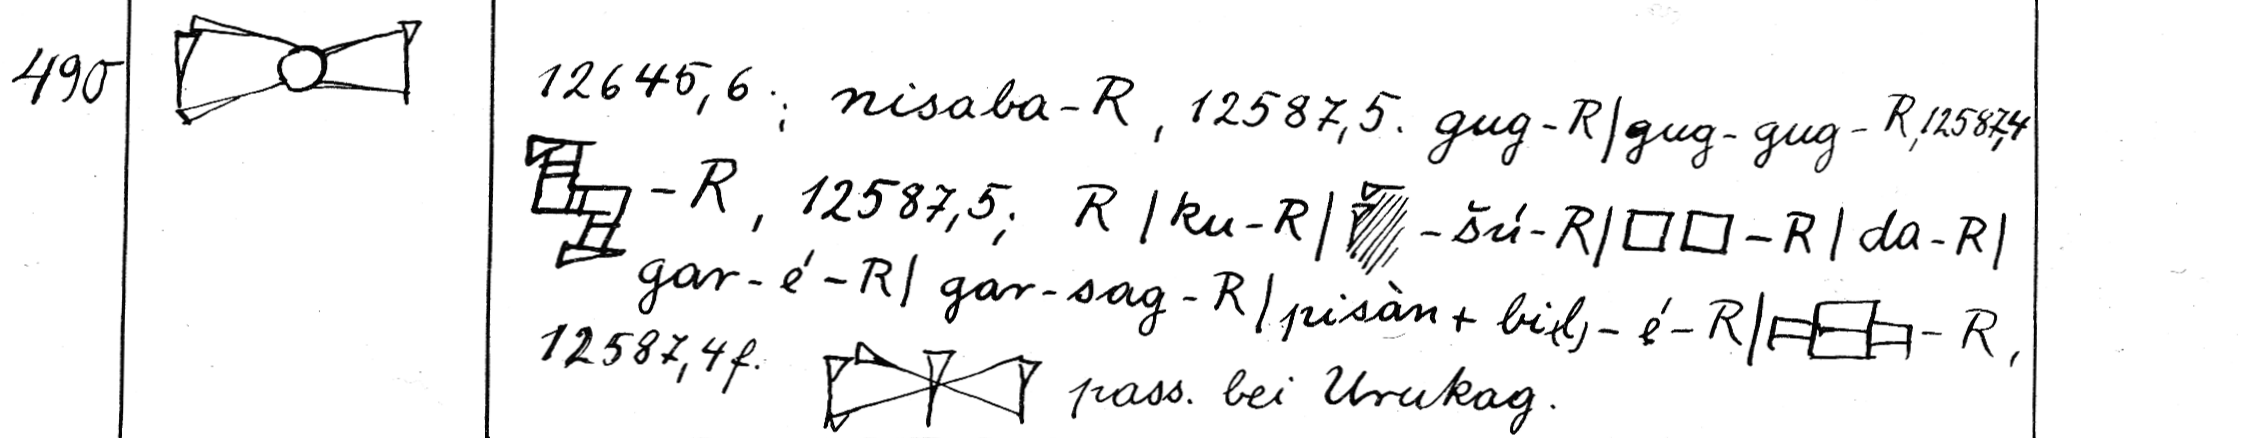 490
12645,6.; nisaba-R, 12587,5. gug-R|gug-gug-R,12587,4
-R, 12587,5; R |ku-R| -šú-R| -R| da-R|
gar-é-R| gar-sag-R|pisàn+bi(l)-é-R| -R,
12587,4f. pass. bei Urukag.